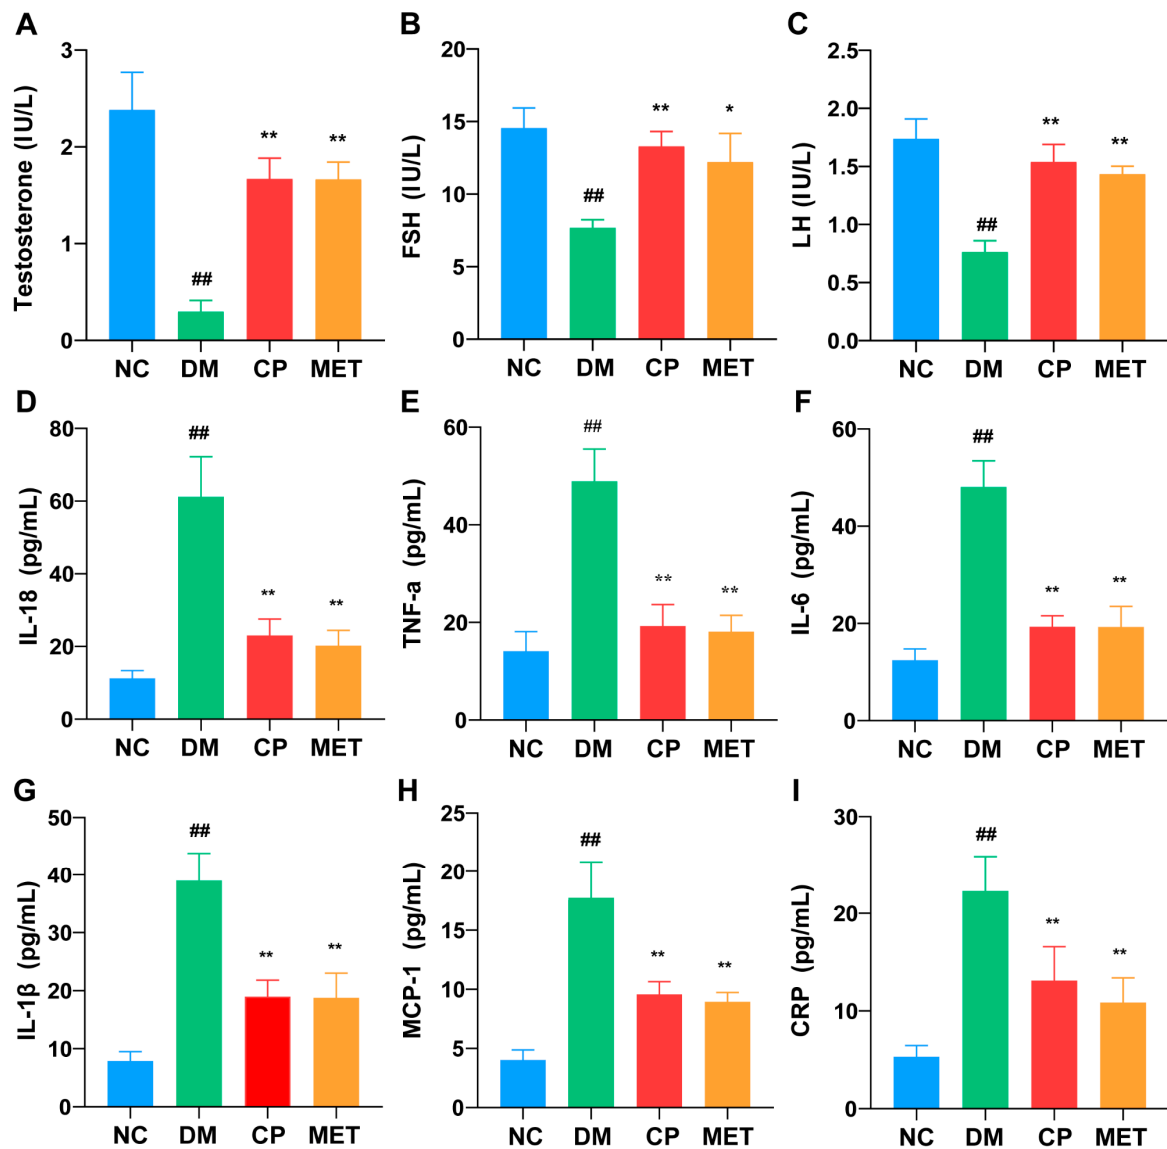 A
Testosterone (IU/L)
3
2
1
0
##
**
**
NC DM CP MET
B
FSH (IU/L)
20
15
10
5
0
##
**
*
NC DM CP MET
C
LH (IU/L)
2.5
2.0
1.5
1.0
0.5
0.0
##
**
**
NC DM CP MET
D
IL-18 (pg/mL)
80
60
40
20
0
##
**
**
NC DM CP MET
E
TNF-a (pg/mL)
60
40
20
0
##
**
**
NC DM CP MET
F
IL-6 (pg/mL)
60
40
20
0
##
**
**
NC DM CP MET
G
IL-1β (pg/mL)
50
40
30
20
10
0
##
**
**
NC DM CP MET
H
MCP-1 (pg/mL)
25
20
15
10
5
0
##
**
**
NC DM CP MET
I
CRP (pg/mL)
30
20
10
0
##
**
**
NC DM CP MET